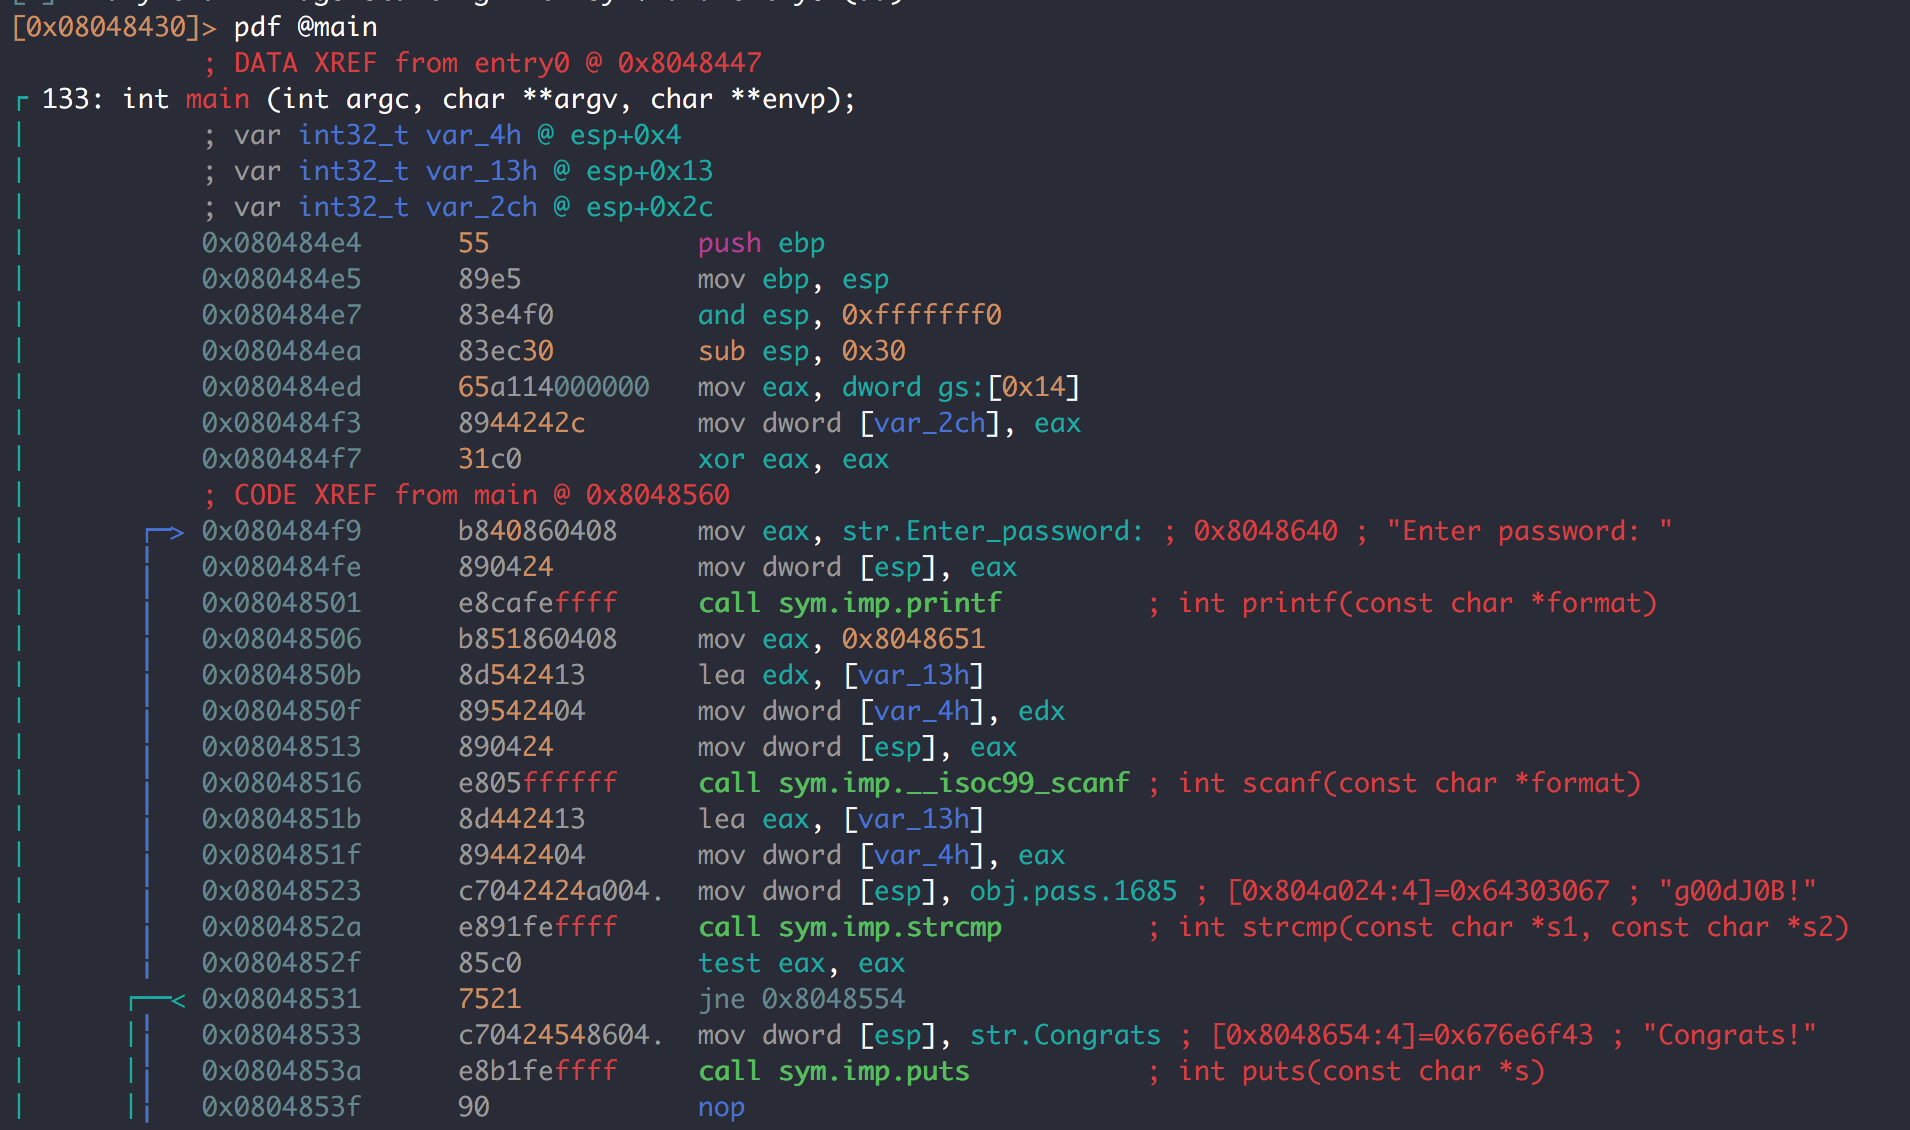 [0x08048430]> pdf @main
; DATA XREF from entry0 @ 0x8048447
133: int main (int argc, char **argv, char **envp);
; var int32_t var_4h @ esp+0x4
; var int32_t var_13h @ esp+0x13
; var int32_t var_2ch @ esp+0x2c
0x080484e4 55 push ebp
0x080484e5 89e5 mov ebp, esp
0x080484e7 83e4f0 and esp, 0xfffffff0
0x080484ea 83ec30 sub esp, 0x30
0x080484ed 65a114000000 mov eax, dword gs:[0x14]
0x080484f3 8944242c mov dword [var_2ch], eax
0x080484f7 31c0 xor eax, eax
; CODE XREF from main @ 0x8048560
0x080484f9 b840860408 mov eax, str.Enter_password: ; 0x8048640 ; "Enter password: "
0x080484fe 890424 mov dword [esp], eax
0x08048501 e8cafeffff call sym.imp.printf ; int printf(const char *format)
0x08048506 b851860408 mov eax, 0x8048651
0x0804850b 8d542413 lea edx, [var_13h]
0x0804850f 89542404 mov dword [var_4h], edx
0x08048513 890424 mov dword [esp], eax
0x08048516 e805ffffff call sym.imp.__isoc99_scanf ; int scanf(const char *format)
0x0804851b 8d442413 lea eax, [var_13h]
0x0804851f 89442404 mov dword [var_4h], eax
0x08048523 c7042424a004. mov dword [esp], obj.pass.1685 ; [0x804a024:4]=0x64303067 ; "g00dJ0B!"
0x0804852a e891feffff call sym.imp.strcmp ; int strcmp(const char *s1, const char *s2)
0x0804852f 85c0 test eax, eax
0x08048531 7521 jne 0x8048554
0x08048533 c70424548604. mov dword [esp], str.Congrats ; [0x8048654:4]=0x676e6f43 ; "Congrats!"
0x0804853a e8b1feffff call sym.imp.puts ; int puts(const char *s)
0x0804853f 90 nop